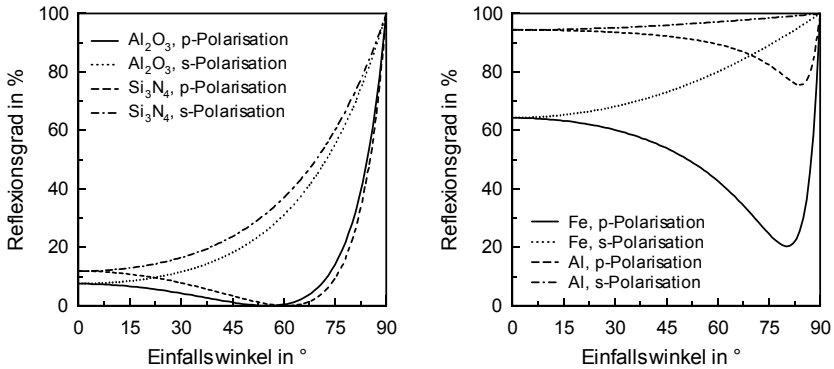 100
80
60
40
20
0
Reflexionsgrad in %
Al₂O₃, p-Polarisation
Al₂O₃, s-Polarisation
Si₃N₄, p-Polarisation
Si₃N₄, s-Polarisation
0 15 30 45 60 75 90
Einfallswinkel in °
100
80
60
40
20
0
Reflexionsgrad in %
Fe, p-Polarisation
Fe, s-Polarisation
Al, p-Polarisation
Al, s-Polarisation
0 15 30 45 60 75 90
Einfallswinkel in °